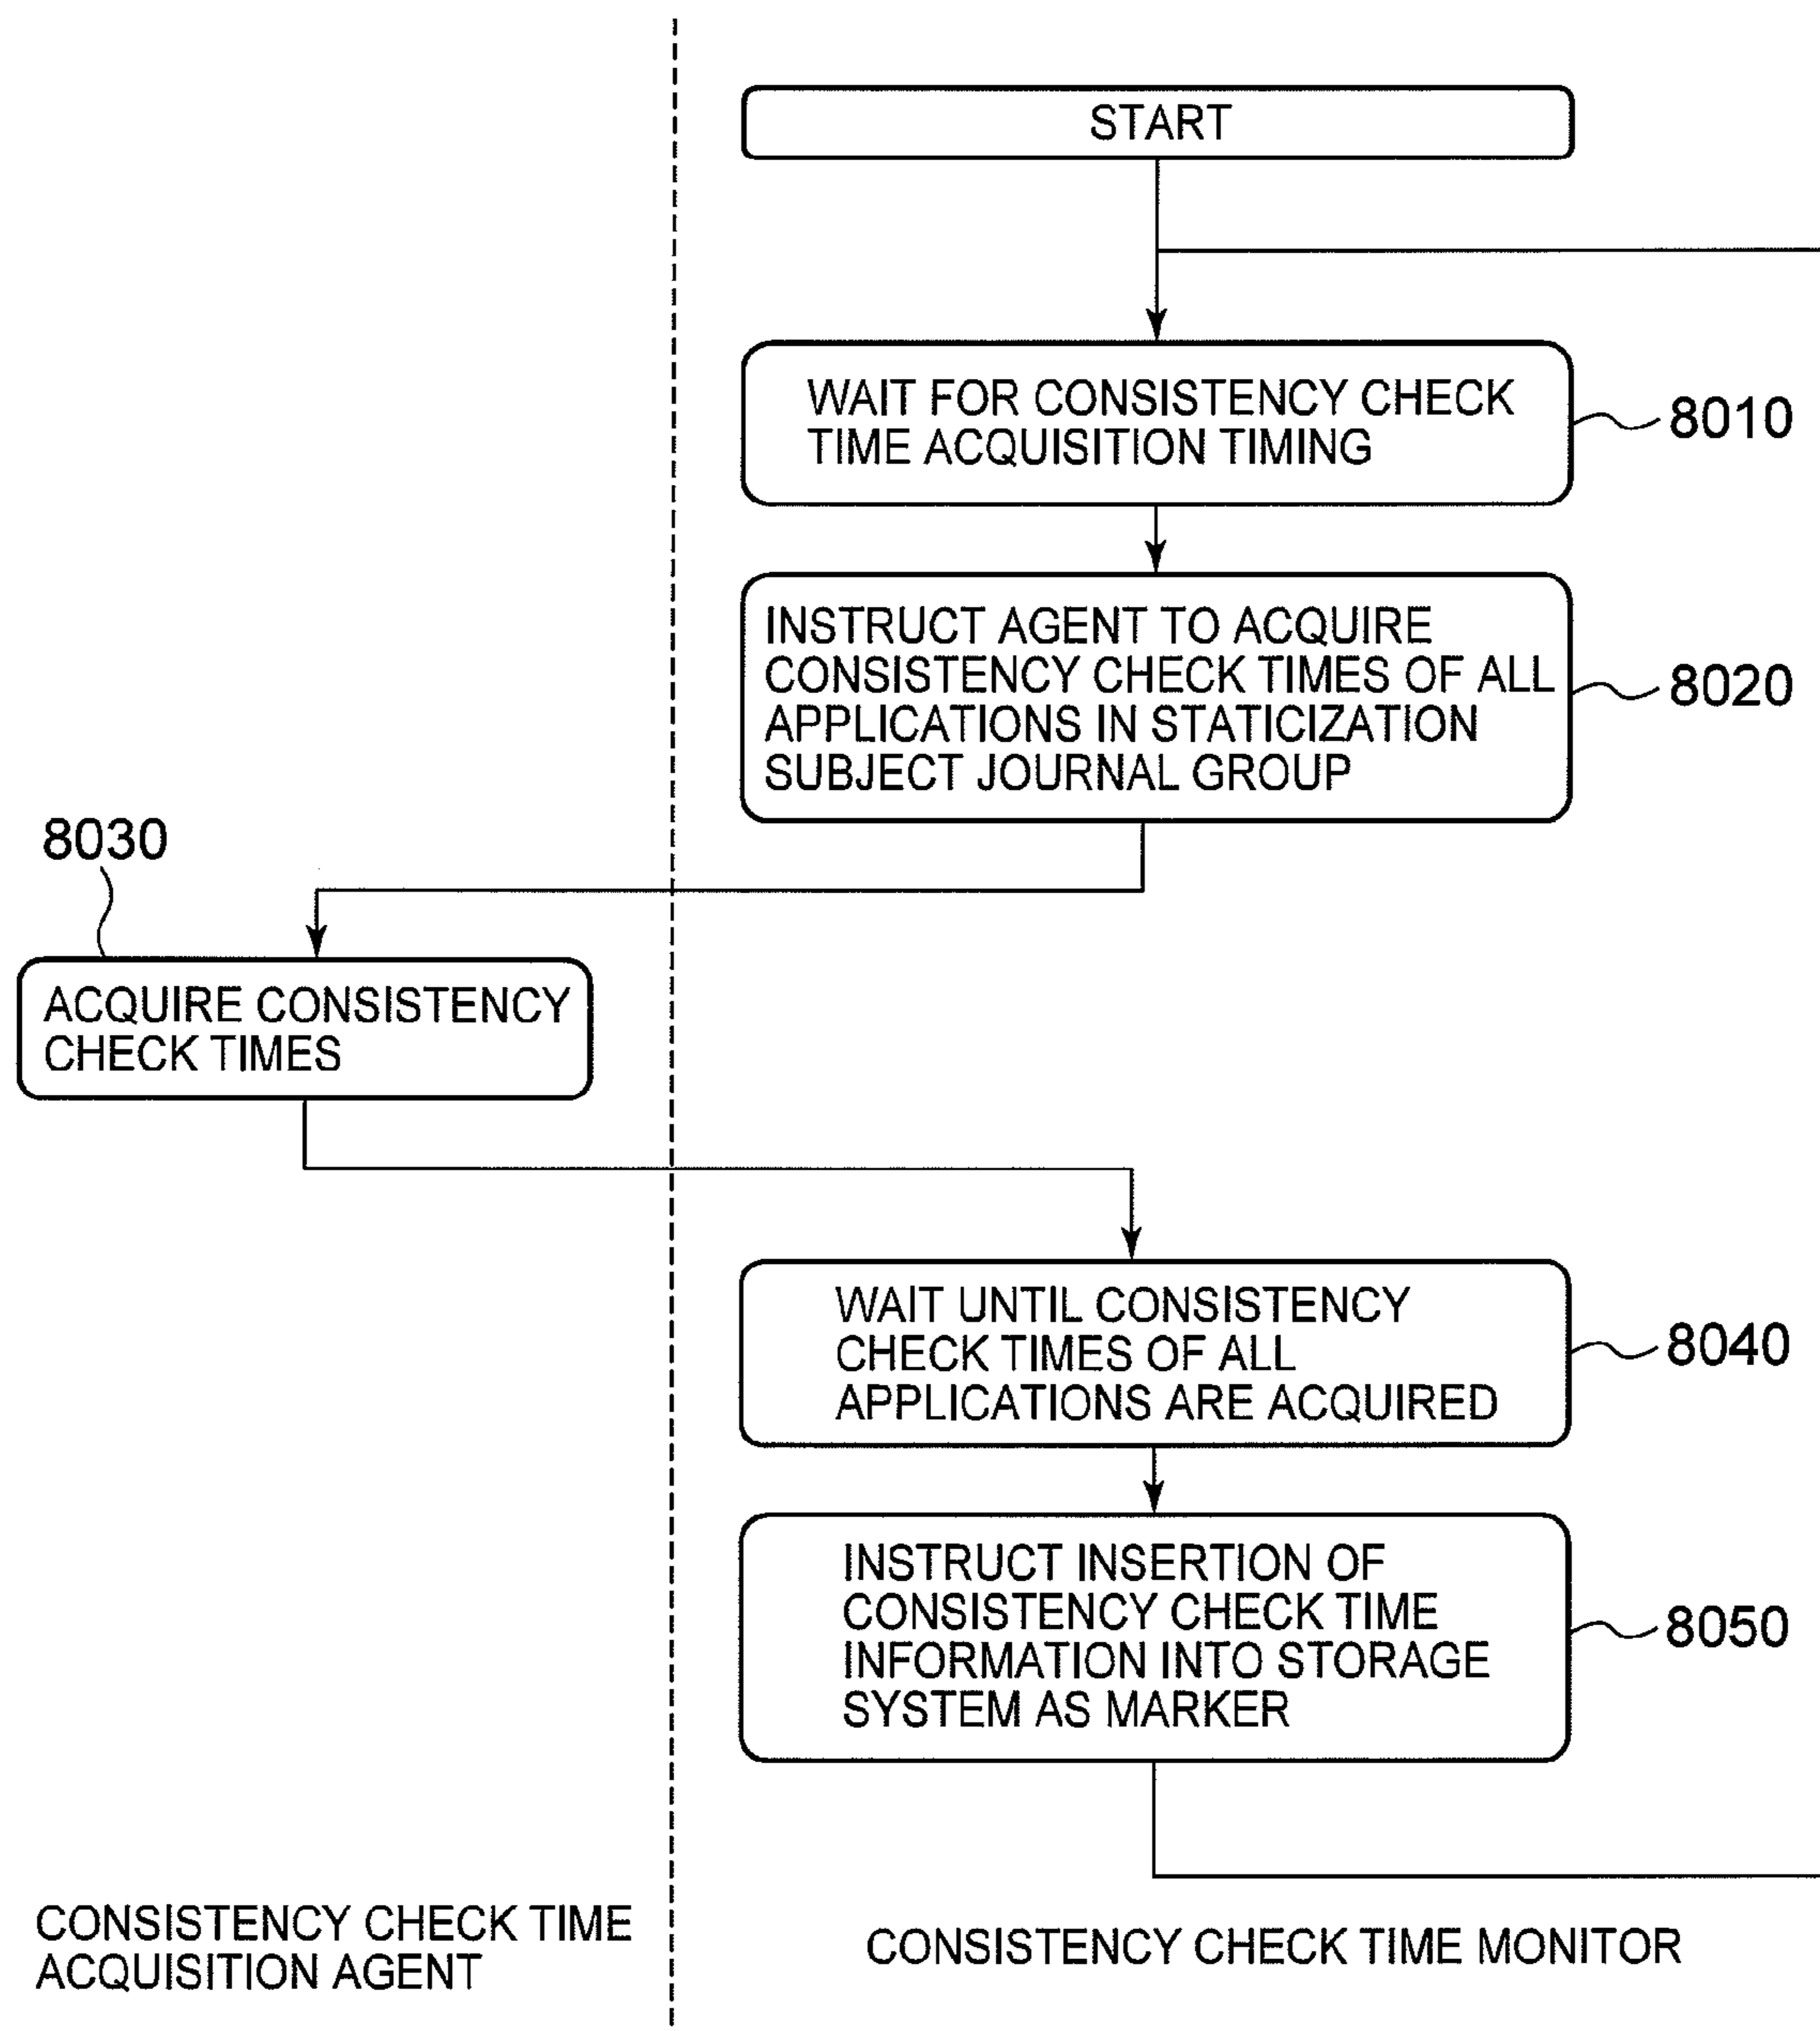 START
WAIT FOR CONSISTENCY CHECK
TIME ACQUISITION TIMING
8010
INSTRUCT AGENT TO ACQUIRE
CONSISTENCY CHECK TIMES OF ALL
APPLICATIONS IN STATICIZATION
SUBJECT JOURNAL GROUP
8020
8030
ACQUIRE CONSISTENCY
CHECK TIMES
WAIT UNTIL CONSISTENCY
CHECK TIMES OF ALL
APPLICATIONS ARE ACQUIRED
8040
INSTRUCT INSERTION OF
CONSISTENCY CHECK TIME
INFORMATION INTO STORAGE
SYSTEM AS MARKER
8050
CONSISTENCY CHECK TIME
ACQUISITION AGENT
CONSISTENCY CHECK TIME MONITOR